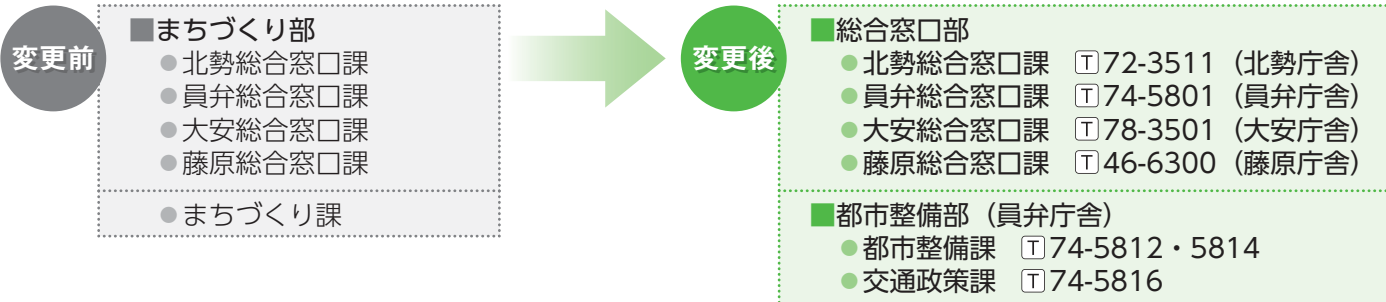 変更前
■まちづくり部
●北勢総合窓口課
●員弁総合窓口課
●大安総合窓口課
●藤原総合窓口課
●まちづくり課
変更後
■総合窓口部
●北勢総合窓口課 T 72-3511（北勢庁舎）
●員弁総合窓口課 T 74-5801（員弁庁舎）
●大安総合窓口課 T 78-3501（大安庁舎）
●藤原総合窓口課 T 46-6300（藤原庁舎）
■都市整備部（員弁庁舎）
●都市整備課 T 74-5812・5814
●交通政策課 T 74-5816